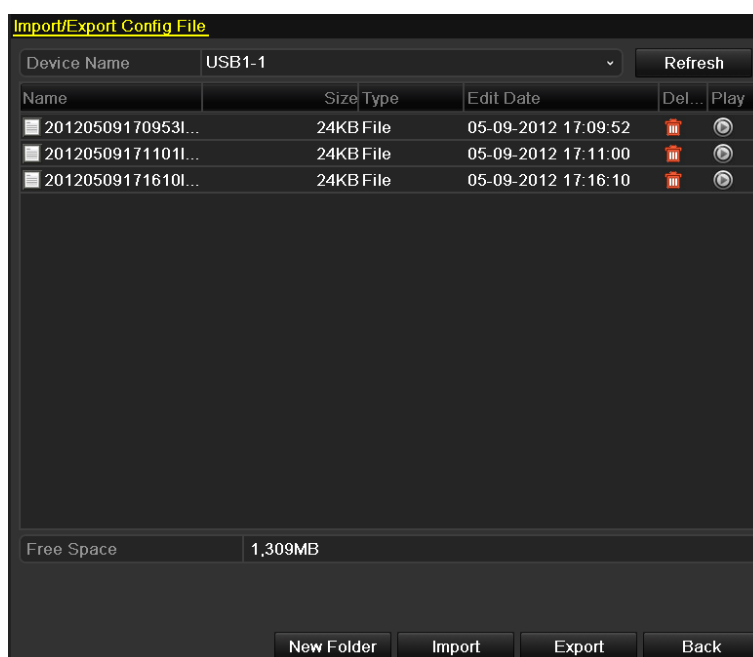 Import/Export Config File
Device Name USB1-1 Refresh
Name Size Type Edit Date Del... Play
20120509170953I... 24KB File 05-09-2012 17:09:52
20120509171101I... 24KB File 05-09-2012 17:11:00
20120509171610I... 24KB File 05-09-2012 17:16:10
Free Space 1,309MB
New Folder Import Export Back